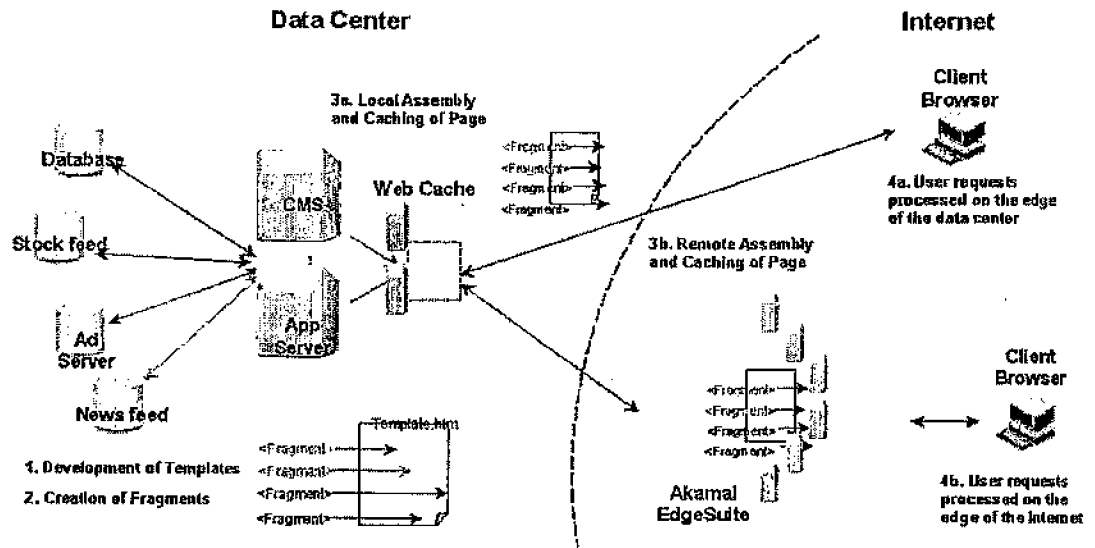 Data Center
Internet
3a. Local Assembly
and Caching of Page
<Fragment>
<Fragment>
<Fragment>
<Fragment>
Client
Browser
4a. User requests
processed on the edge
of the data center
Database
CMS
Web Cache
Stock feed
App
Server
Ad
Server
News feed
3b. Remote Assembly
and Caching of Page
<Fragment>
<Fragment>
<Fragment>
<Fragment>
Akamai
EdgeSuite
Client
Browser
4b. User requests
processed on the
edge of the Internet
Template.htm
<Fragment>
<Fragment>
<Fragment>
<Fragment>
1. Development of Templates
2. Creation of Fragments